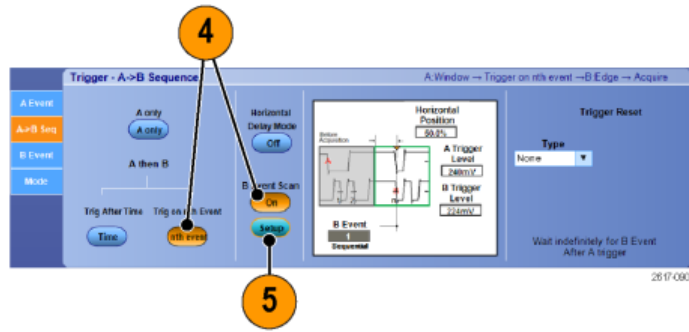 4
Trigger - A->B Sequence
A:Window → Trigger on nth event →B:Edge → Acquire
A Event
A->B Seq
B Event
Mode
A only
A only
A then B
Trig After Time
Trig on nth Event
Time
nth event
Horizontal
Delay Mode
Off
B Event Scan
On
Setup
5
Before
Acquisition
Horizontal
Position
50.0%
A Trigger
Level
240mV
B Trigger
Level
224mV
A
B Event
1
Sequential
Trigger Reset
Type
None
Wait indefinitely for B Event
After A trigger
2617-090